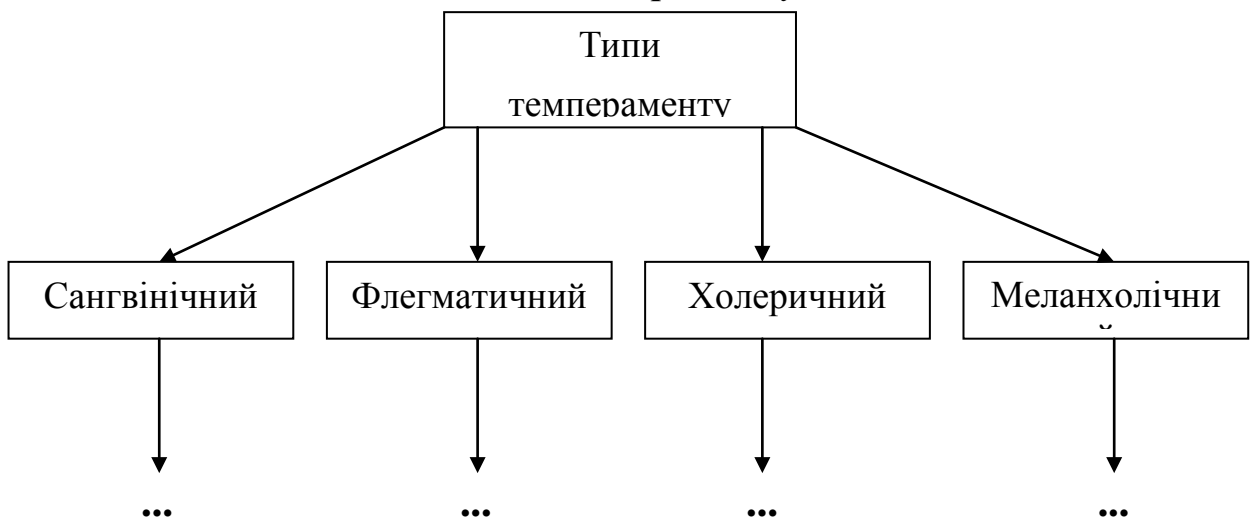 Типи
темпераменту
Сангвінічний
Флегматичний
Холеричний
Меланхолічни
й
...
...
...
...